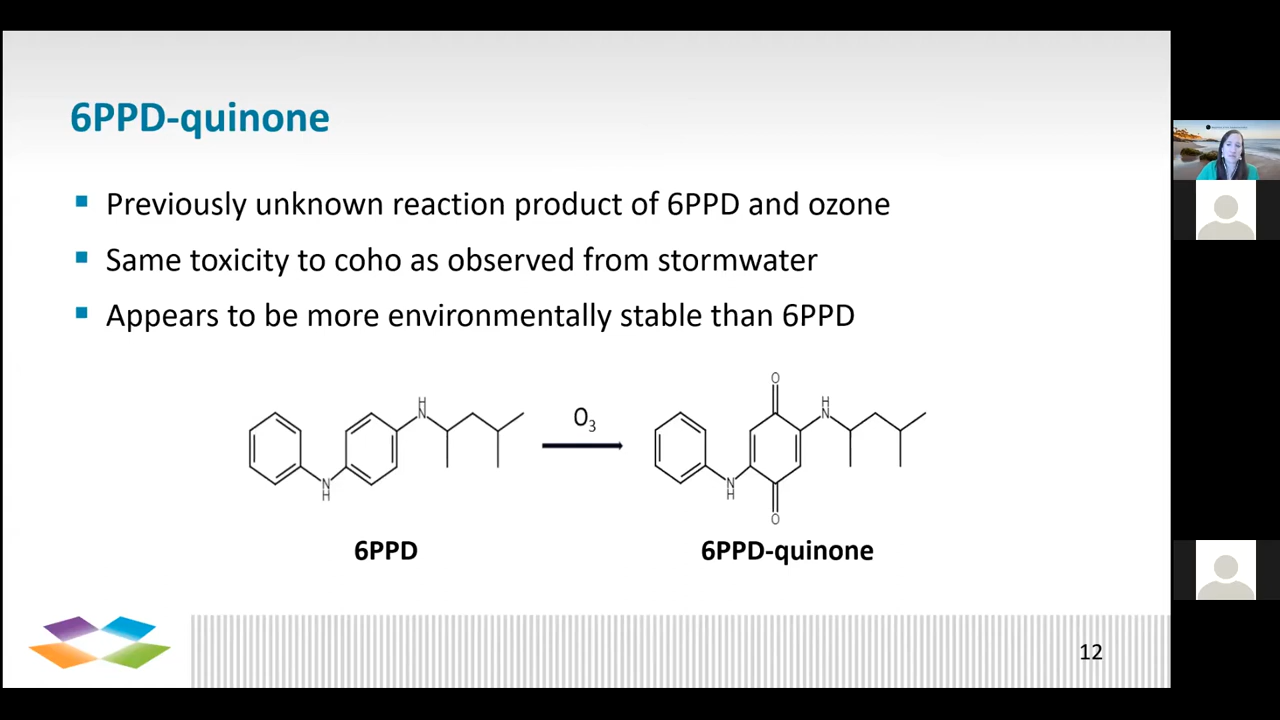 6PPD-quinone
Previously unknown reaction product of 6PPD and ozone
Same toxicity to coho as observed from stormwater
Appears to be more environmentally stable than 6PPD
O
H
N
N
H
O3
H
N
N
H
O
6PPD
6PPD-quinone
12